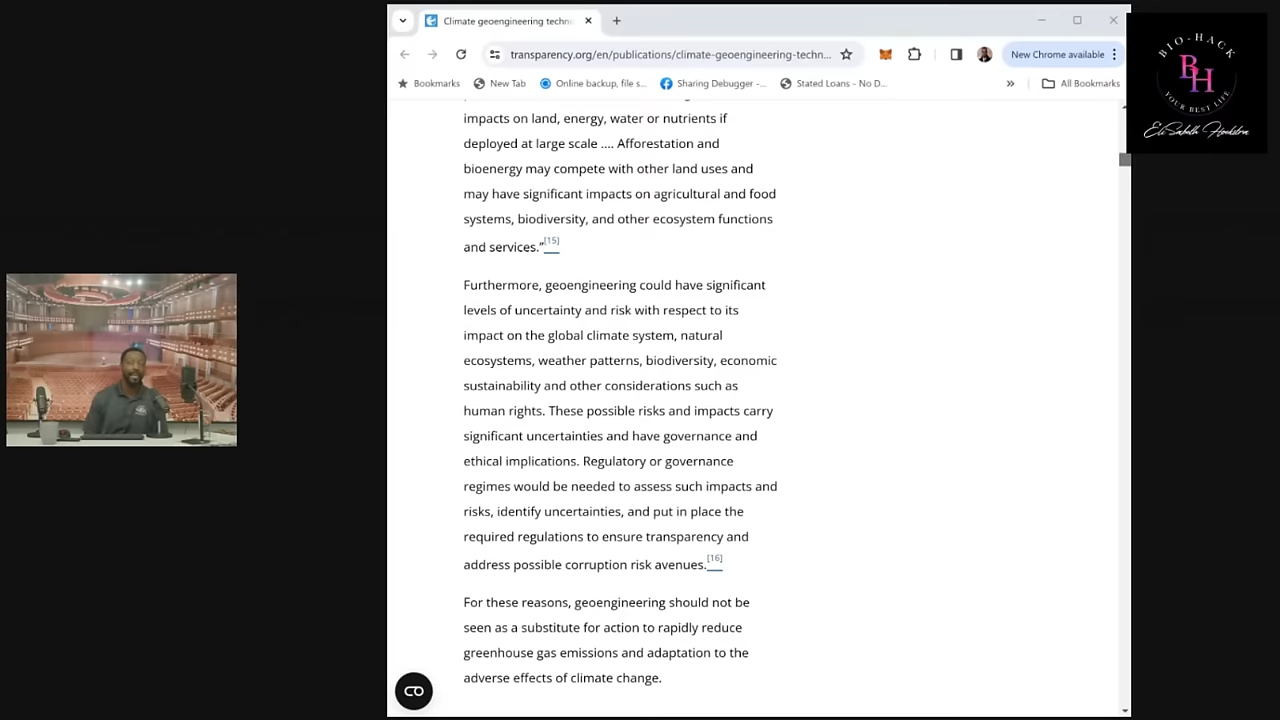 Climate geoengineering techn
transparency.org/en/publications/climate-geoengineering-techn...
New Chrome available
Bookmarks
New Tab
Online backup, file s...
Sharing Debugger -...
Stated Loans - No D...
»
All Bookmarks
BIO-HACK
BH
YOUR BEST LIFE
impacts on land, energy, water or nutrients if
deployed at large scale .... Afforestation and
bioenergy may compete with other land uses and
may have significant impacts on agricultural and food
systems, biodiversity, and other ecosystem functions
and services.”[15]
Furthermore, geoengineering could have significant
levels of uncertainty and risk with respect to its
impact on the global climate system, natural
ecosystems, weather patterns, biodiversity, economic
sustainability and other considerations such as
human rights. These possible risks and impacts carry
significant uncertainties and have governance and
ethical implications. Regulatory or governance
regimes would be needed to assess such impacts and
risks, identify uncertainties, and put in place the
required regulations to ensure transparency and
address possible corruption risk avenues.[16]
For these reasons, geoengineering should not be
seen as a substitute for action to rapidly reduce
greenhouse gas emissions and adaptation to the
adverse effects of climate change.